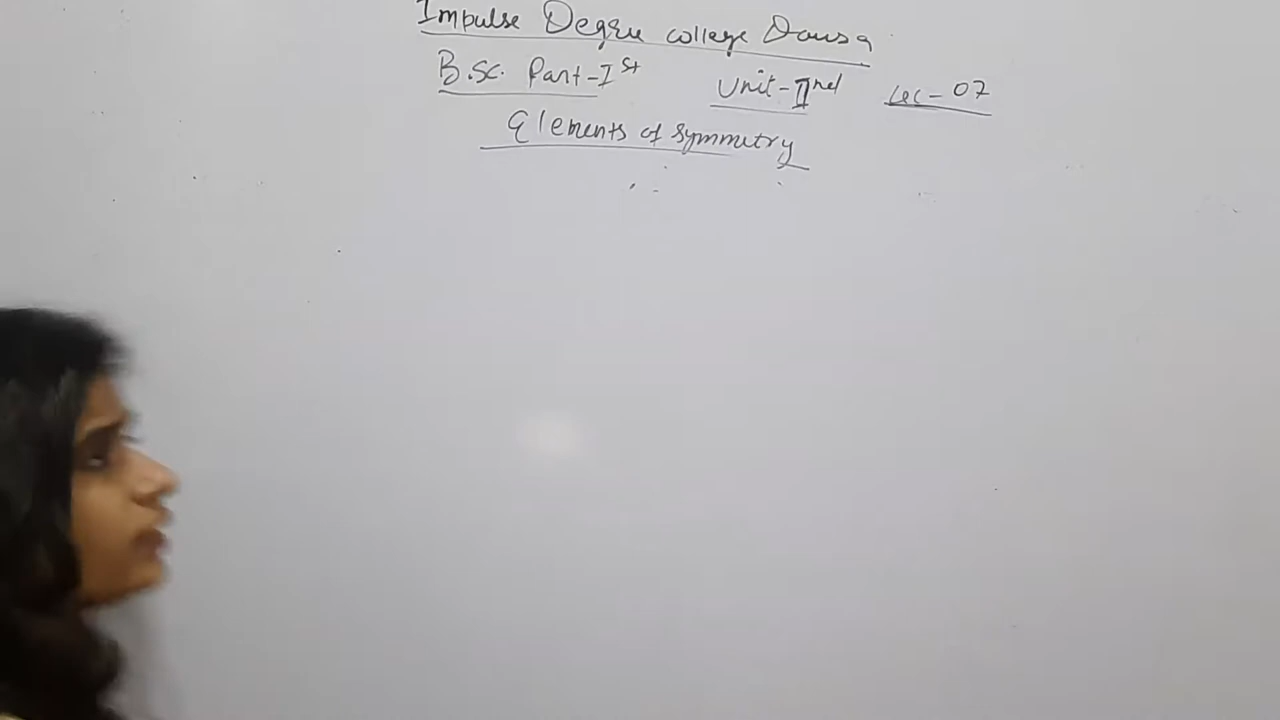 Impulse Degree college Dausa
B.Sc. Part-Ist Unit-IInd Lec-07
Elements of symmetry